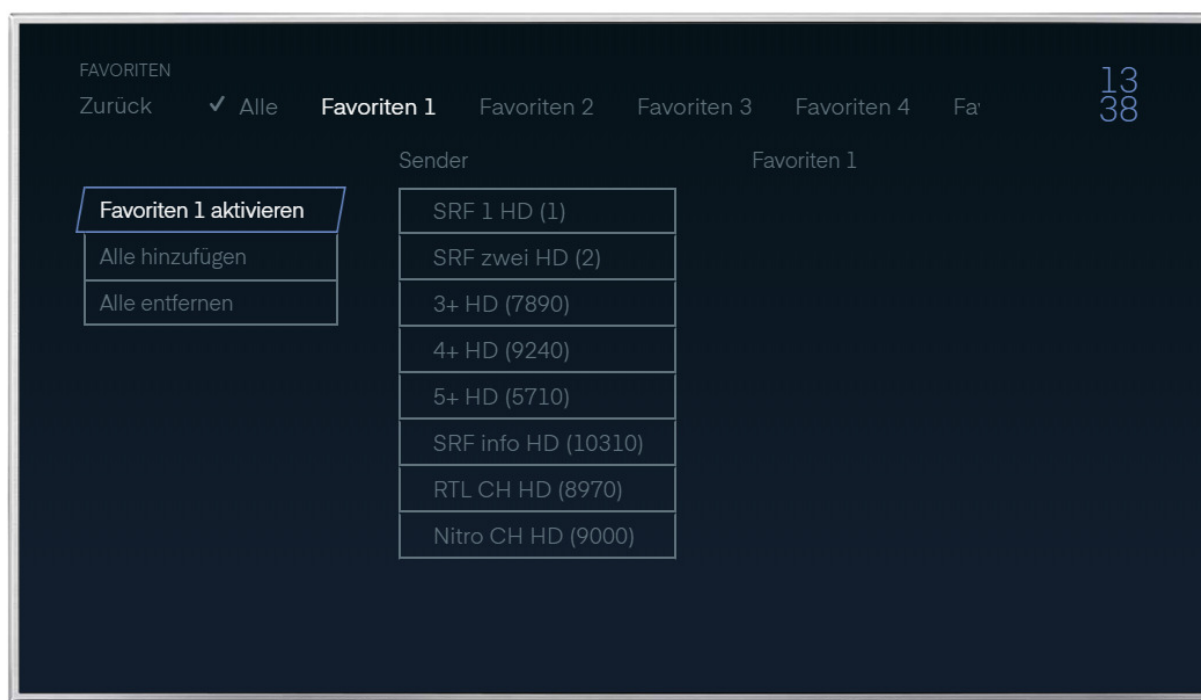 FAVORITEN
Zurück ✓ Alle Favoriten 1 Favoriten 2 Favoriten 3 Favoriten 4 Fa
13
38
Sender Favoriten 1
Favoriten 1 aktivieren
Alle hinzufügen
Alle entfernen
SRF 1 HD (1)
SRF zwei HD (2)
3+ HD (7890)
4+ HD (9240)
5+ HD (5710)
SRF info HD (10310)
RTL CH HD (8970)
Nitro CH HD (9000)